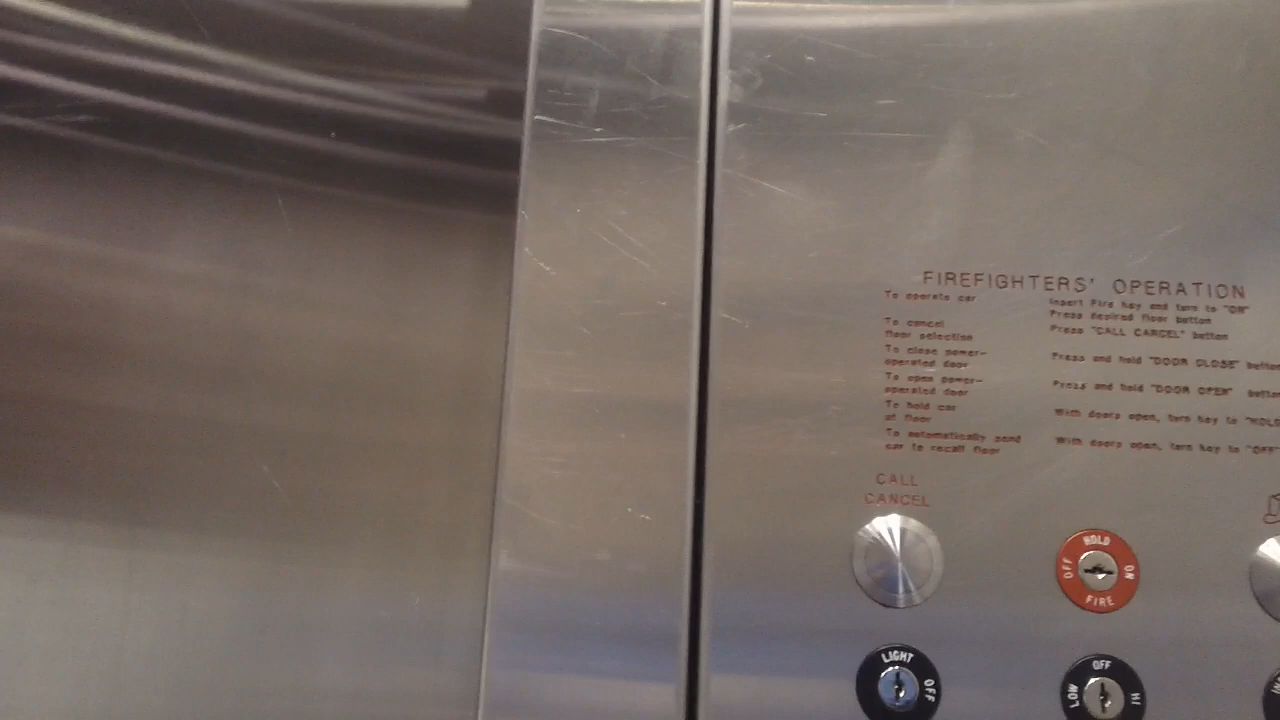 FIREFIGHTERS' OPERATION
To operate car
Insert Fire key and turn to "ON"
Press desired floor button
To cancel
floor selection
Press "CALL CANCEL" button
To close power-
operated door
Press and hold "DOOR CLOSE" button
To open power-
operated door
Press and hold "DOOR OPEN" button
To hold car
at floor
With doors open, turn key to "HOLD
To automatically send
car to recall floor
With doors open, turn key to "OFF"
CALL
CANCEL
HOLD
OFF
ON
FIRE
LIGHT
OFF
OFF
LOW
HI